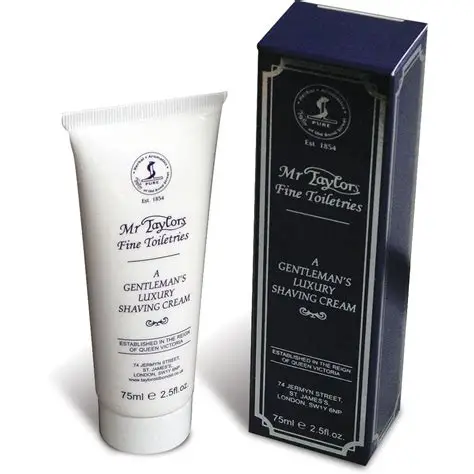 PURE
Est. 1854
Mr Taylors
Fine Toiletries
A
GENTLEMAN'S
LUXURY
SHAVING CREAM
ESTABLISHED IN THE REIGN
OF QUEEN VICTORIA
74 JERMYN STREET,
ST. JAMES'S,
LONDON, SW1Y 6NP
75ml e 2.5fl.oz.
PURE
Est. 1854
Mr Taylors
Fine Toiletries
A
GENTLEMAN'S
LUXURY
SHAVING CREAM
ESTABLISHED IN THE REIGN
OF QUEEN VICTORIA
74 JERMYN STREET,
ST. JAMES'S,
LONDON, SW1Y 6NP
75ml e 2.5fl.oz.